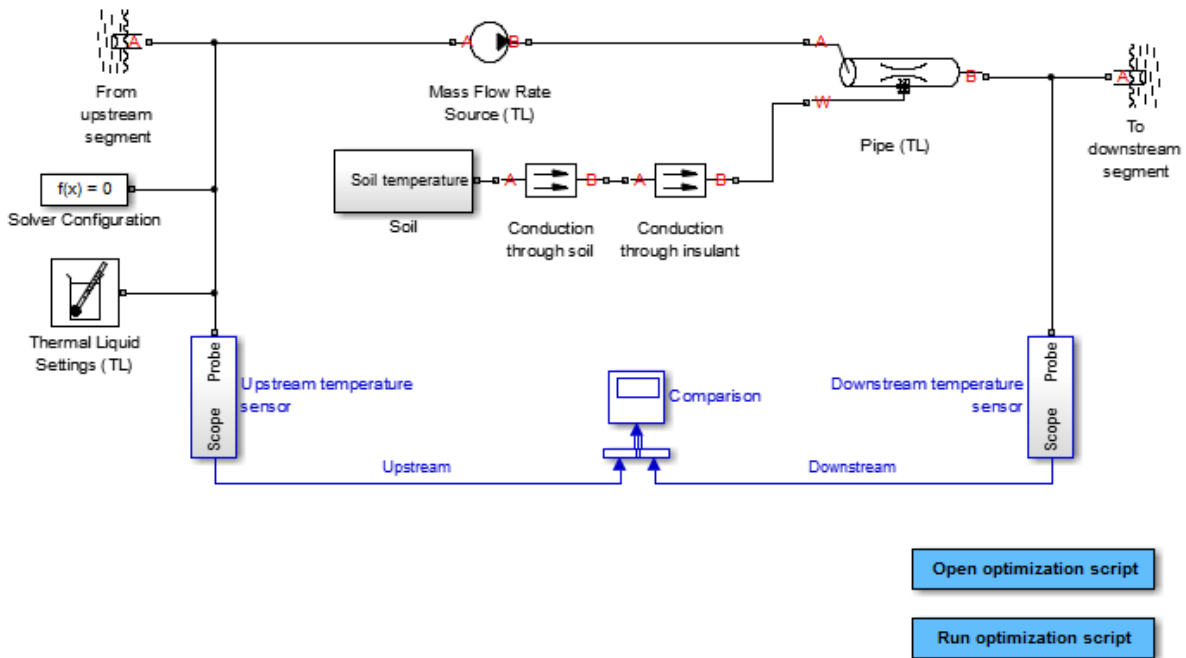 A
B
A
From
upstream
segment
Mass Flow Rate
Source (TL)
A
B
W
Pipe (TL)
A
To
downstream
segment
f(x) = 0
Solver Configuration
Soil temperature
Soil
A
B
Conduction
through soil
A
B
Conduction
through insulant
Thermal Liquid
Settings (TL)
Probe
Scope
Upstream temperature
sensor
Comparison
Downstream temperature
sensor
Probe
Scope
Upstream
Downstream
Open optimization script
Run optimization script